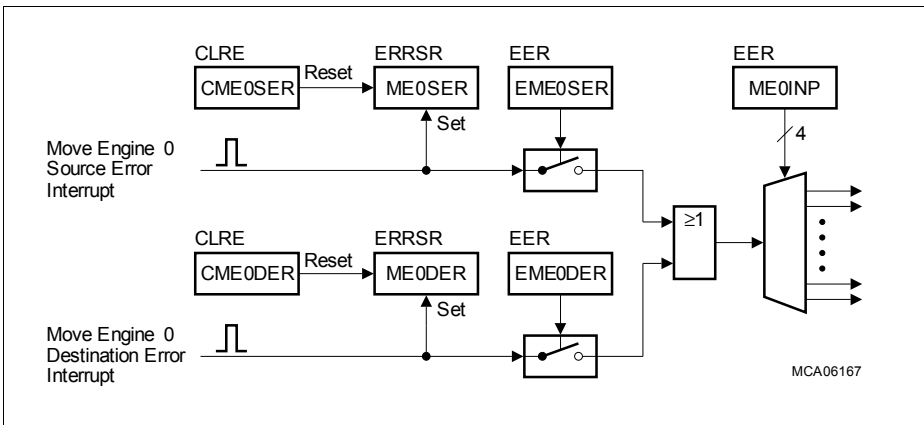 CLRE
ERRSR
EER
EER
CME0SER
Reset
ME0SER
EME0SER
ME0INP
Set
4
Move Engine 0
Source Error
Interrupt
≥1
CLRE
ERRSR
EER
CME0DER
Reset
ME0DER
EME0DER
Set
Move Engine 0
Destination Error
Interrupt
MCA06167